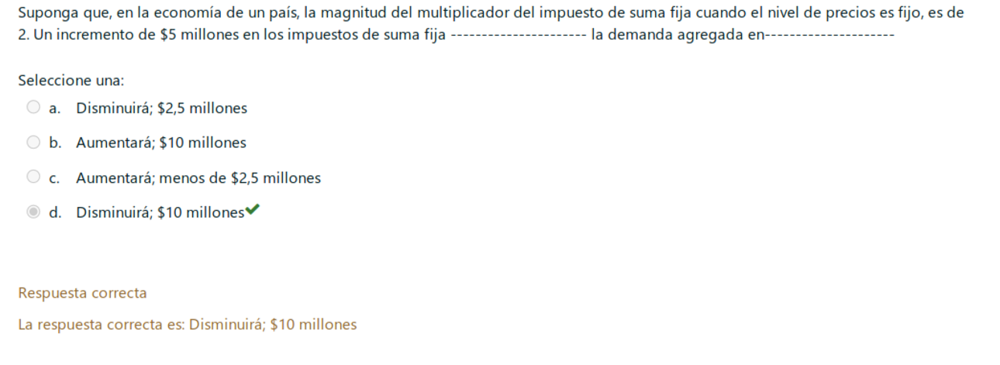 Suponga que, en la economía de un país, la magnitud del multiplicador del impuesto de suma fija cuando el nivel de precios es fijo, es de
2. Un incremento de $5 millones en los impuestos de suma fija ---------------------- la demanda agregada en---------------------
Seleccione una:
a. Disminuirá; $2,5 millones
b. Aumentará; $10 millones
c. Aumentará; menos de $2,5 millones
d. Disminuirá; $10 millones
Respuesta correcta
La respuesta correcta es: Disminuirá; $10 millones